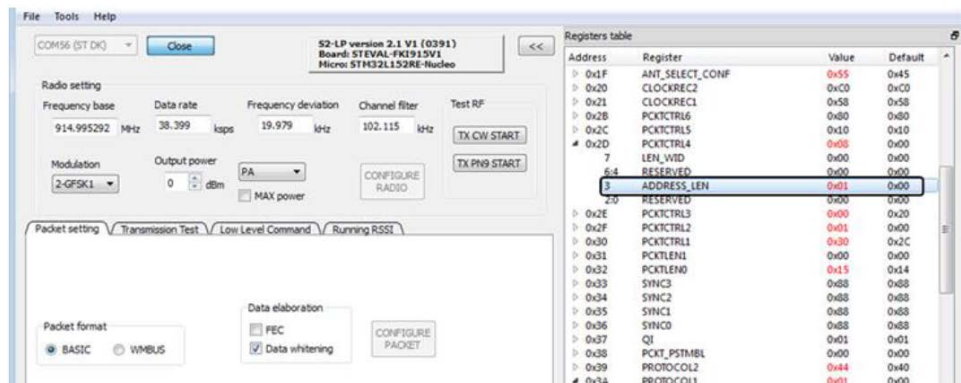 File Tools Help
COM56 (ST DK) Close
S2-LP version 2.1 V1 (0391)
Board: STEVAL-FKI915V1
Micro: STM32L152RE-Nucleo
<<
Radio setting
Frequency base Data rate Frequency deviation Channel filter Test RF
914.995292 MHz 38.399 ksps 19.979 kHz 102.115 kHz TX CW START
Modulation Output power TX PN9 START
2-GFSK1 0 dBm PA CONFIGURE RADIO
MAX power
Packet setting Transmission Test Low Level Command Running RSSI
Data elaboration
Packet format FEC CONFIGURE PACKET
BASIC WMBUS Data whitening
Registers table
Address Register Value Default
0x1F ANT_SELECT_CONF 0x55 0x45
0x20 CLOCKREC2 0xC0 0xC0
0x21 CLOCKREC1 0x58 0x58
0x2B PCKTCTRL6 0x80 0x80
0x2C PCKTCTRL5 0x10 0x10
0x2D PCKTCTRL4 0x08 0x00
7 LEN_WID 0x00 0x00
6:4 RESERVED 0x00 0x00
3 ADDRESS_LEN 0x01 0x00
2:0 RESERVED 0x00 0x00
0x2E PCKTCTRL3 0x00 0x20
0x2F PCKTCTRL2 0x01 0x00
0x30 PCKTCTRL1 0x30 0x2C
0x31 PCKTLEN1 0x00 0x00
0x32 PCKTLEN0 0x15 0x14
0x33 SYNC3 0x88 0x88
0x34 SYNC2 0x88 0x88
0x35 SYNC1 0x88 0x88
0x36 SYNC0 0x88 0x88
0x37 QI 0x01 0x01
0x38 PCKT_PSTMBL 0x00 0x00
0x39 PROTOCOL2 0x44 0x40
0x3A PROTOCOL1 0x01 0x00